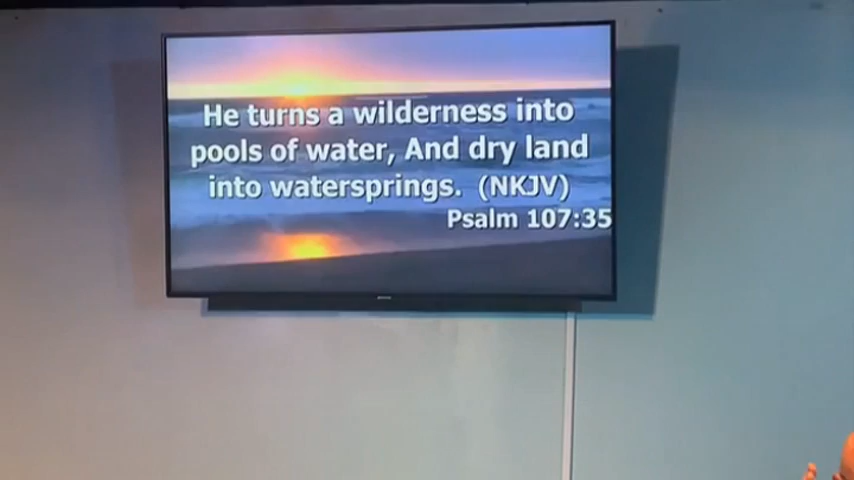 He turns a wilderness into
pools of water, And dry land
into watersprings. (NKJV)
Psalm 107:35